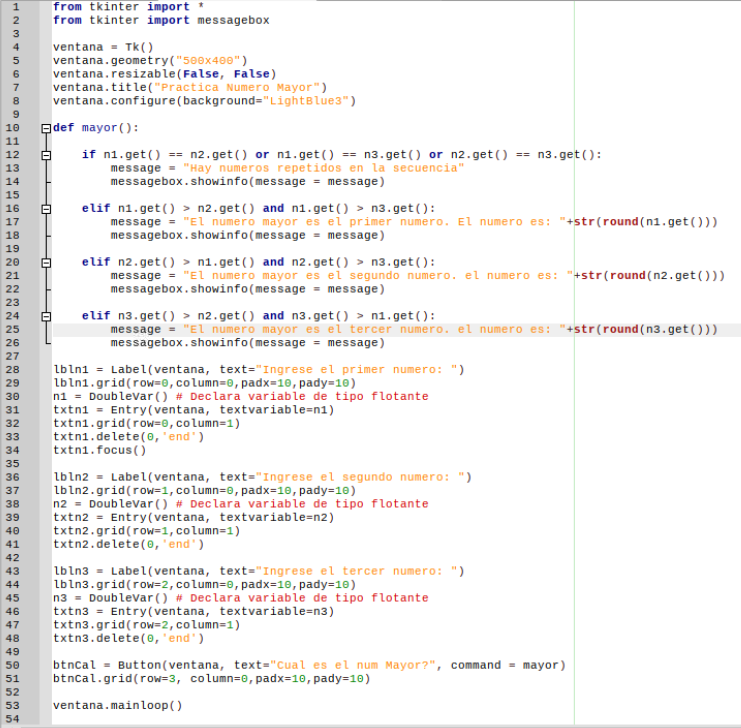 1 from tkinter import *
2 from tkinter import messagebox
3
4 ventana = Tk()
5 ventana.geometry("500x400")
6 ventana.resizable(False, False)
7 ventana.title("Practica Numero Mayor")
8 ventana.configure(background="LightBlue3")
9
10 def mayor():
11
12     if n1.get() == n2.get() or n1.get() == n3.get() or n2.get() == n3.get():
13         message = "Hay numeros repetidos en la secuencia"
14         messagebox.showinfo(message = message)
15
16     elif n1.get() > n2.get() and n1.get() > n3.get():
17         message = "El numero mayor es el primer numero. El numero es: "+str(round(n1.get()))
18         messagebox.showinfo(message = message)
19
20     elif n2.get() > n1.get() and n2.get() > n3.get():
21         message = "El numero mayor es el segundo numero. el numero es: "+str(round(n2.get()))
22         messagebox.showinfo(message = message)
23
24     elif n3.get() > n2.get() and n3.get() > n1.get():
25         message = "El numero mayor es el tercer numero. el numero es: "+str(round(n3.get()))
26         messagebox.showinfo(message = message)
27
28 lbln1 = Label(ventana, text="Ingrese el primer numero: ")
29 lbln1.grid(row=0,column=0,padx=10,pady=10)
30 n1 = DoubleVar() # Declara variable de tipo flotante
31 txtn1 = Entry(ventana, textvariable=n1)
32 txtn1.grid(row=0,column=1)
33 txtn1.delete(0,'end')
34 txtn1.focus()
35
36 lbln2 = Label(ventana, text="Ingrese el segundo numero: ")
37 lbln2.grid(row=1,column=0,padx=10,pady=10)
38 n2 = DoubleVar() # Declara variable de tipo flotante
39 txtn2 = Entry(ventana, textvariable=n2)
40 txtn2.grid(row=1,column=1)
41 txtn2.delete(0,'end')
42
43 lbln3 = Label(ventana, text="Ingrese el tercer numero: ")
44 lbln3.grid(row=2,column=0,padx=10,pady=10)
45 n3 = DoubleVar() # Declara variable de tipo flotante
46 txtn3 = Entry(ventana, textvariable=n3)
47 txtn3.grid(row=2,column=1)
48 txtn3.delete(0,'end')
49
50 btnCal = Button(ventana, text="Cual es el num Mayor?", command = mayor)
51 btnCal.grid(row=3, column=0,padx=10,pady=10)
52
53 ventana.mainloop()
54